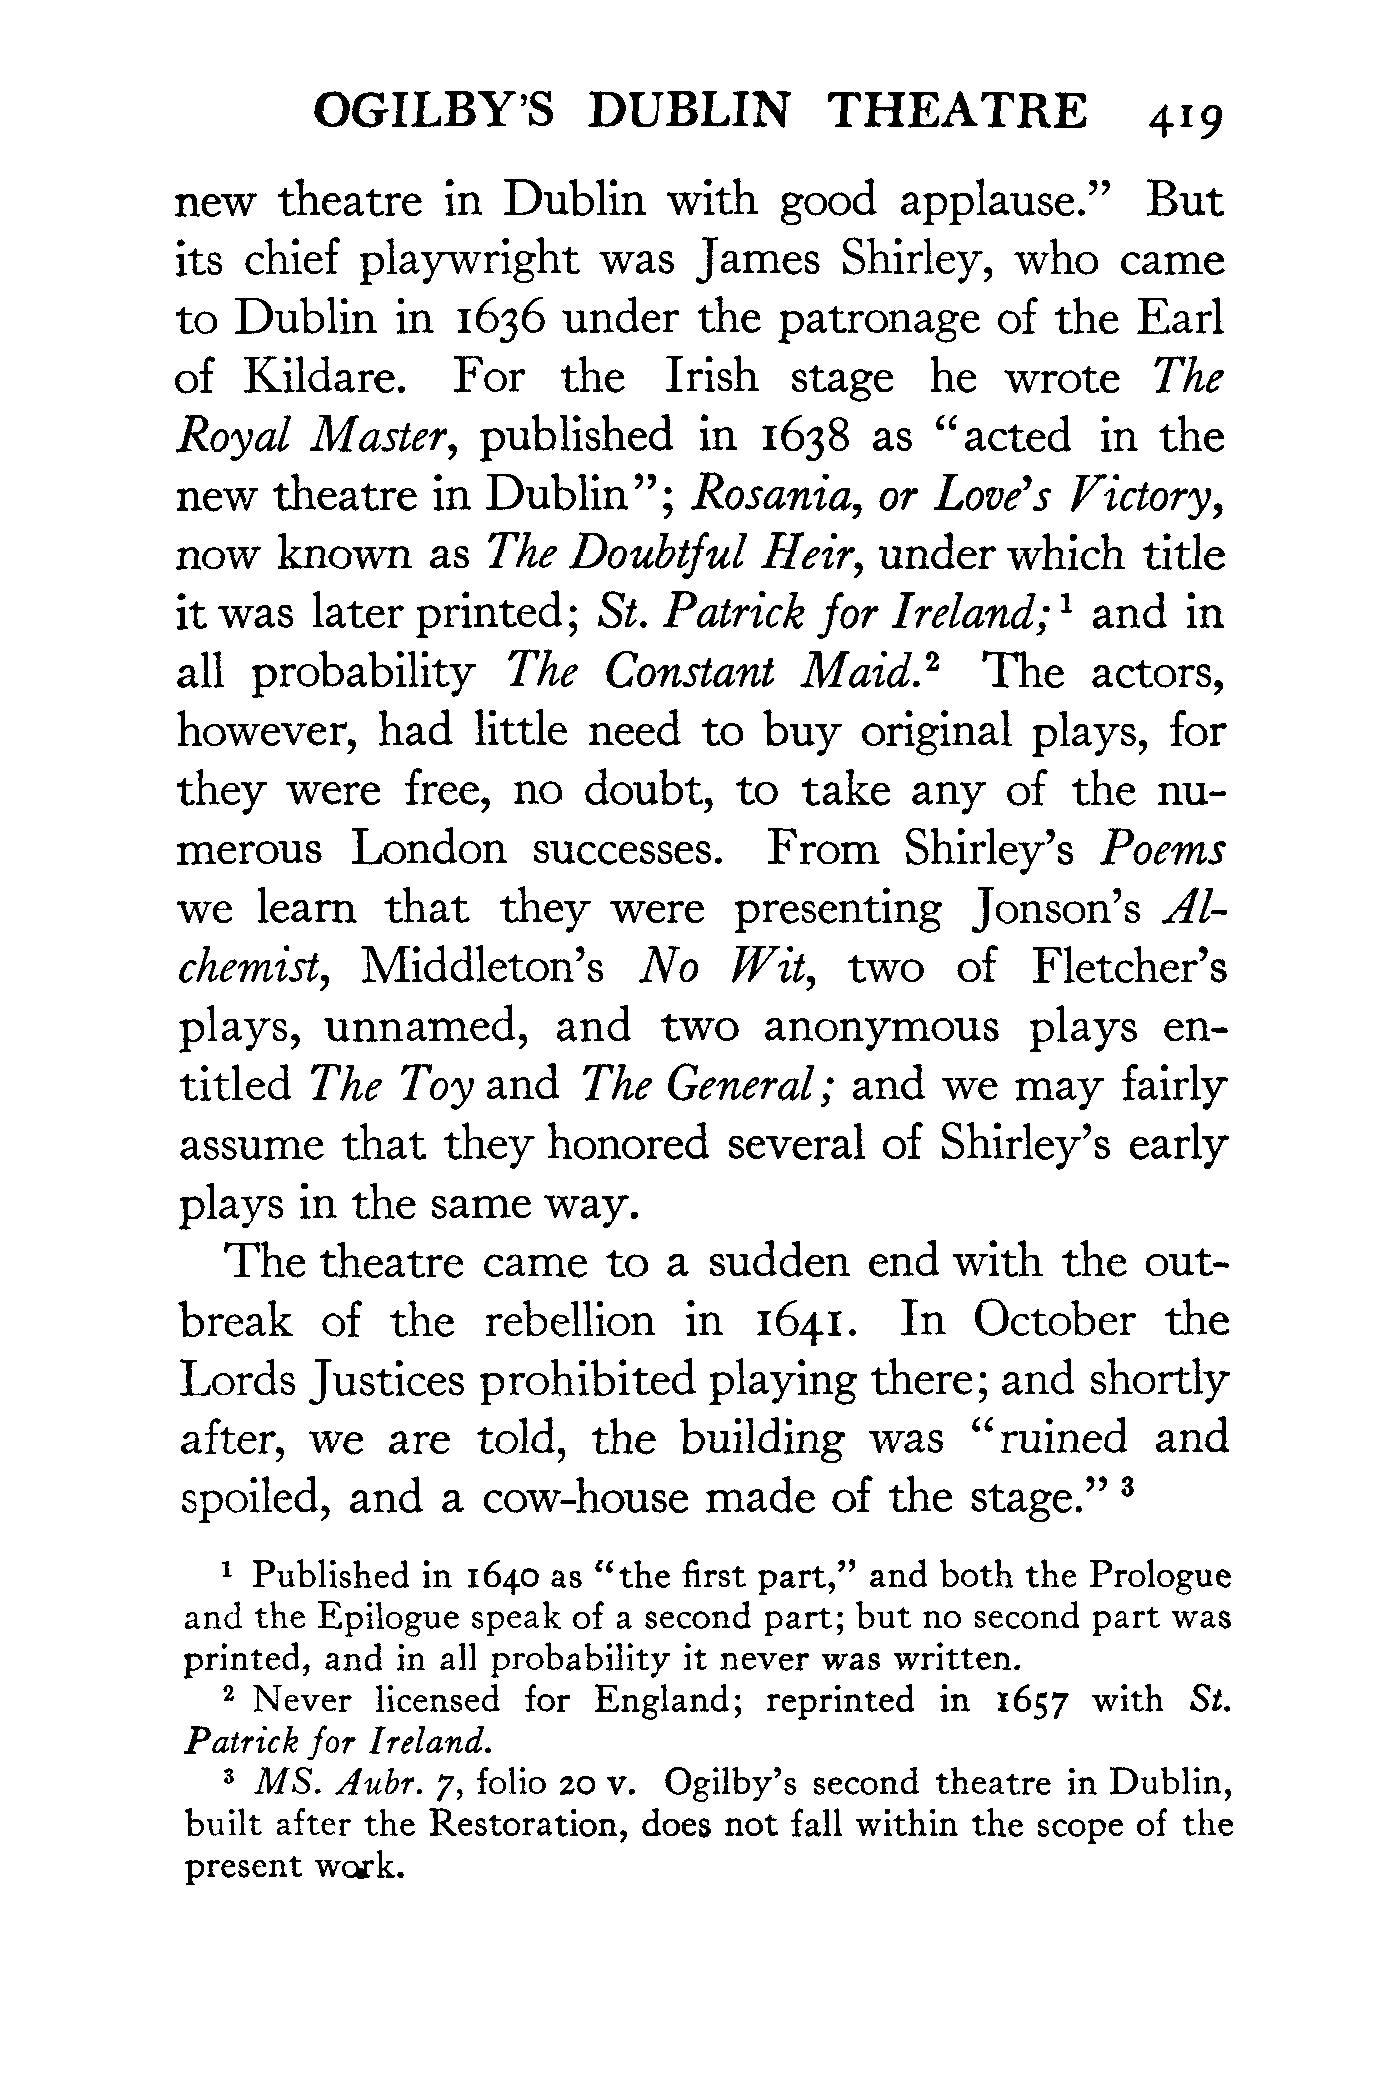 OGILBY'S DUBLIN THEATRE 419
new theatre in Dublin with good applause.” But
its chief playwright was James Shirley, who came
to Dublin in 1636 under the patronage of the Earl
of Kildare. For the Irish stage he wrote The
Royal Master, published in 1638 as “acted in the
new theatre in Dublin”; Rosania, or Love's Victory,
now known as The Doubtful Heir, under which title
it was later printed; St. Patrick for Ireland;¹ and in
all probability The Constant Maid.² The actors,
however, had little need to buy original plays, for
they were free, no doubt, to take any of the nu-
merous London successes. From Shirley's Poems
we learn that they were presenting Jonson's Al-
chemist, Middleton's No Wit, two of Fletcher's
plays, unnamed, and two anonymous plays en-
titled The Toy and The General; and we may fairly
assume that they honored several of Shirley's early
plays in the same way.
The theatre came to a sudden end with the out-
break of the rebellion in 1641. In October the
Lords Justices prohibited playing there; and shortly
after, we are told, the building was “ruined and
spoiled, and a cow-house made of the stage.” ³
¹ Published in 1640 as “the first part,” and both the Prologue
and the Epilogue speak of a second part; but no second part was
printed, and in all probability it never was written.
² Never licensed for England; reprinted in 1657 with St.
Patrick for Ireland.
³ MS. Aubr. 7, folio 20 v. Ogilby's second theatre in Dublin,
built after the Restoration, does not fall within the scope of the
present work.